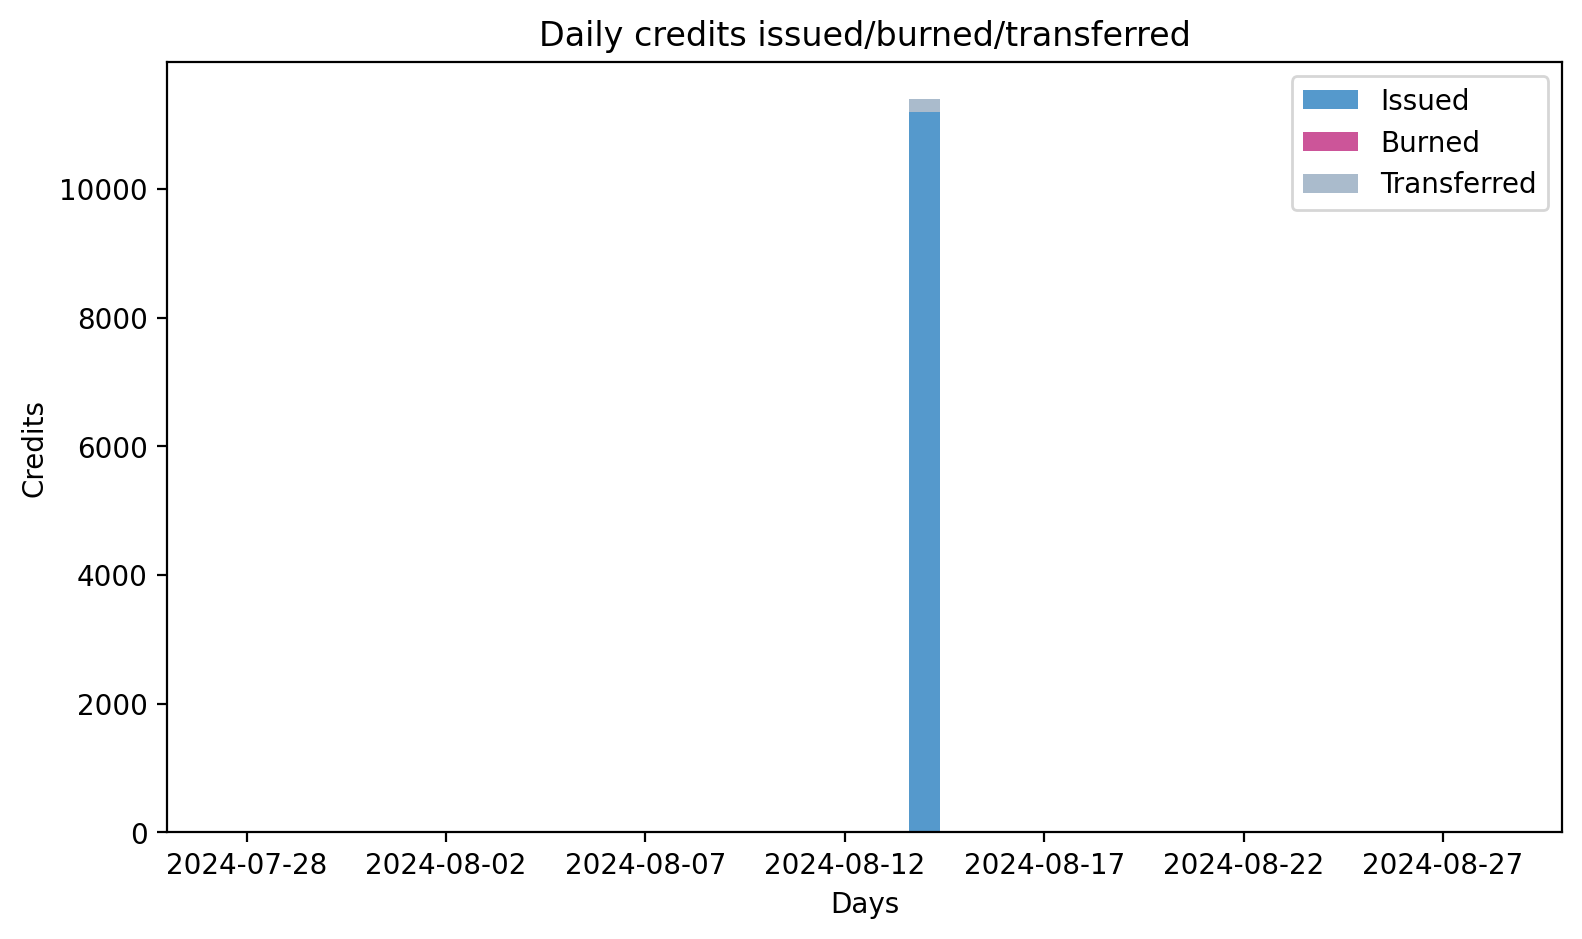 Daily credits issued/burned/transferred
Issued
Burned
Transferred
10000
8000
6000
4000
2000
0
Credits
2024-07-28 2024-08-02 2024-08-07 2024-08-12 2024-08-17 2024-08-22 2024-08-27
Days